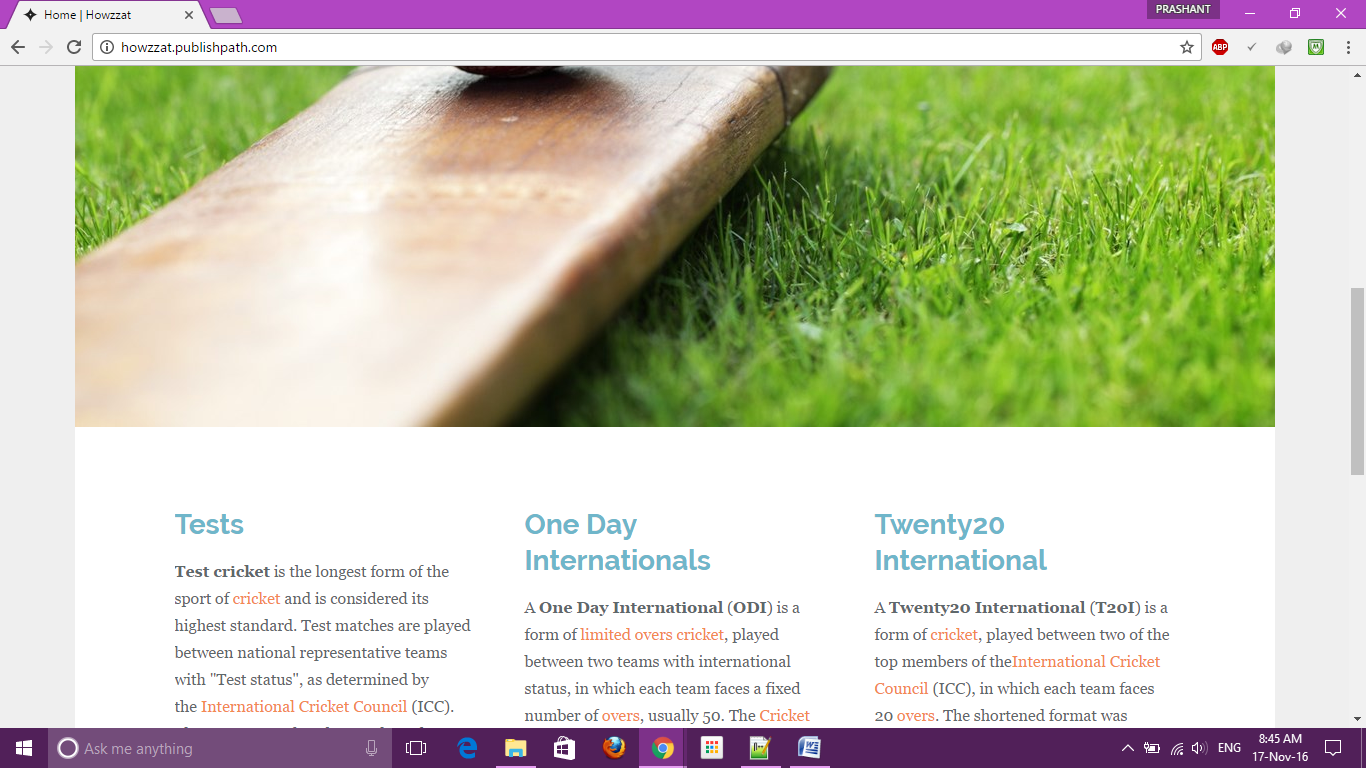 Home | Howzzat
PRASHANT
howzzat.publishpath.com
ABP
Tests
Test cricket is the longest form of the
sport of cricket and is considered its
highest standard. Test matches are played
between national representative teams
with "Test status", as determined by
the International Cricket Council (ICC).
One Day
Internationals
A One Day International (ODI) is a
form of limited overs cricket, played
between two teams with international
status, in which each team faces a fixed
number of overs, usually 50. The Cricket
Twenty20
International
A Twenty20 International (T20I) is a
form of cricket, played between two of the
top members of theInternational Cricket
Council (ICC), in which each team faces
20 overs. The shortened format was
Ask me anything
ENG
8:45 AM
17-Nov-16